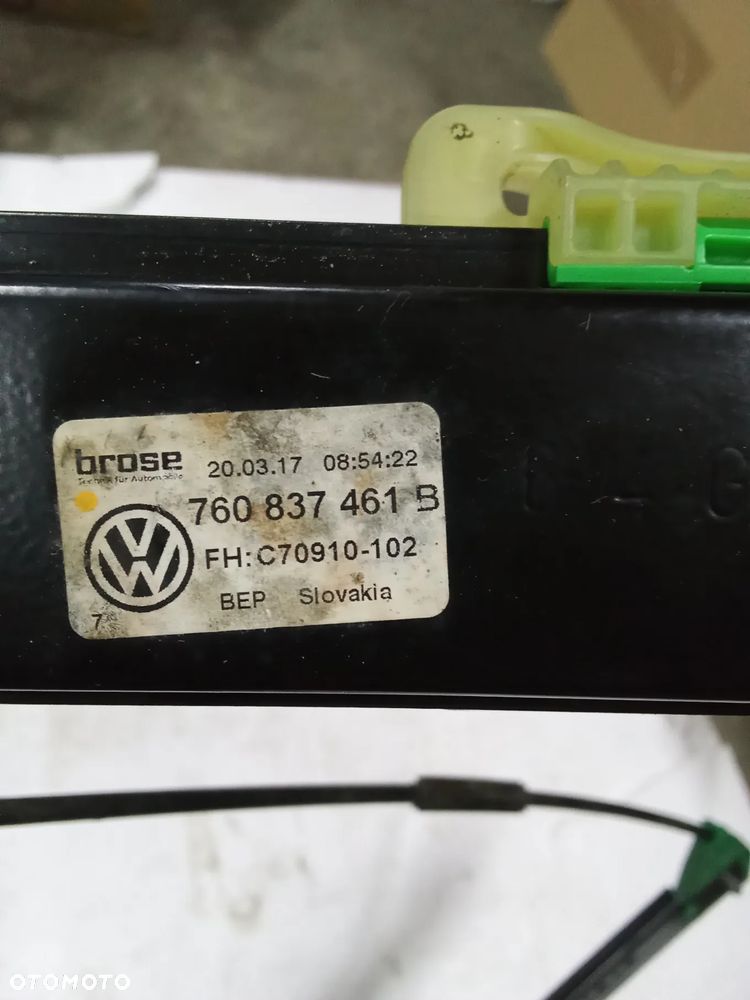 brose 20.03.17 08:54:22
Technik für Automobile
760 837 461 B
FH: C70910-102
BEP Slovakia
7
OTOMOTO